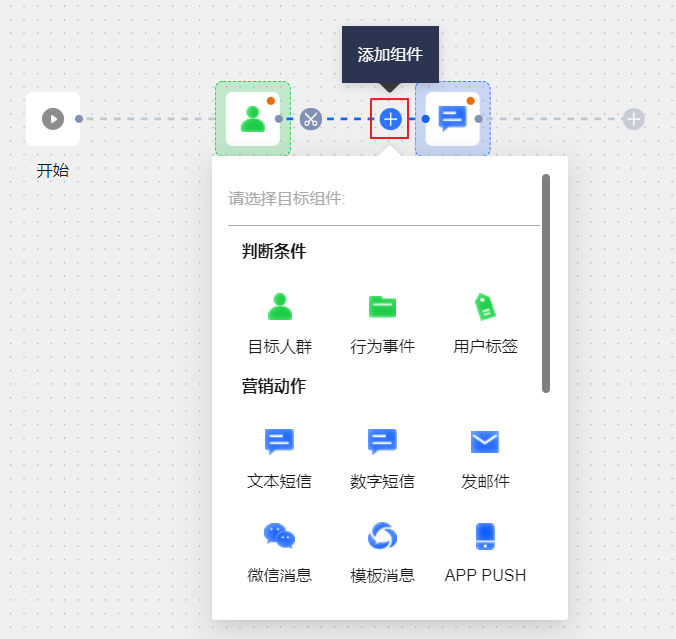 添加组件
开始
请选择目标组件:
判断条件
目标人群 行为事件 用户标签
营销动作
文本短信 数字短信 发邮件
微信消息 模板消息 APP PUSH